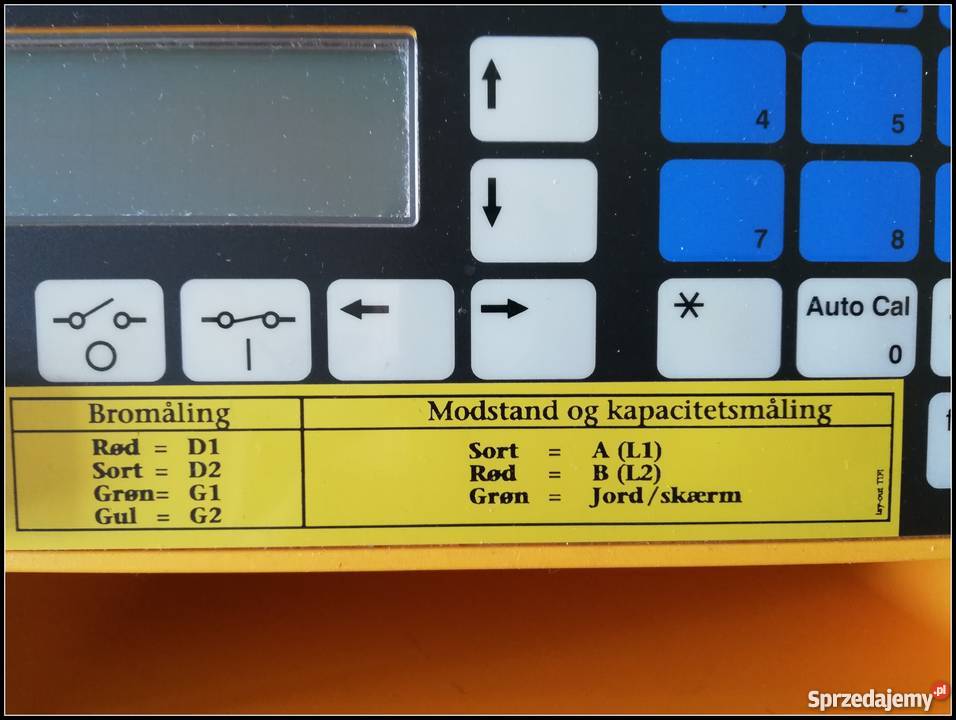 4
5
7
8
Auto Cal
0
Bromåling
Modstand og kapacitetsmåling
Rød = D1
Sort = D2
Grøn= G1
Gul = G2
Sort = A (L1)
Rød = B (L2)
Grøn = Jord/skærm
Sprzedajemy.pl